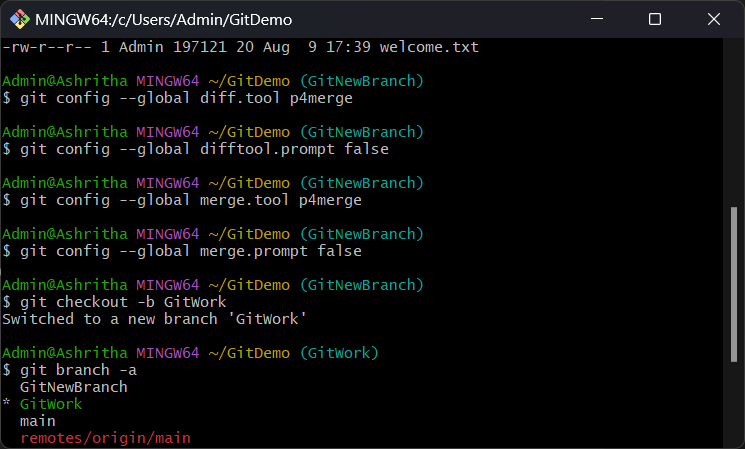 MINGW64:/c/Users/Admin/GitDemo
-rw-r--r-- 1 Admin 197121 20 Aug  9 17:39 welcome.txt
Admin@Ashritha MINGW64 ~/GitDemo (GitNewBranch)
$ git config --global diff.tool p4merge
Admin@Ashritha MINGW64 ~/GitDemo (GitNewBranch)
$ git config --global difftool.prompt false
Admin@Ashritha MINGW64 ~/GitDemo (GitNewBranch)
$ git config --global merge.tool p4merge
Admin@Ashritha MINGW64 ~/GitDemo (GitNewBranch)
$ git config --global merge.prompt false
Admin@Ashritha MINGW64 ~/GitDemo (GitNewBranch)
$ git checkout -b GitWork
Switched to a new branch 'GitWork'
Admin@Ashritha MINGW64 ~/GitDemo (GitWork)
$ git branch -a
  GitNewBranch
* GitWork
  main
  remotes/origin/main